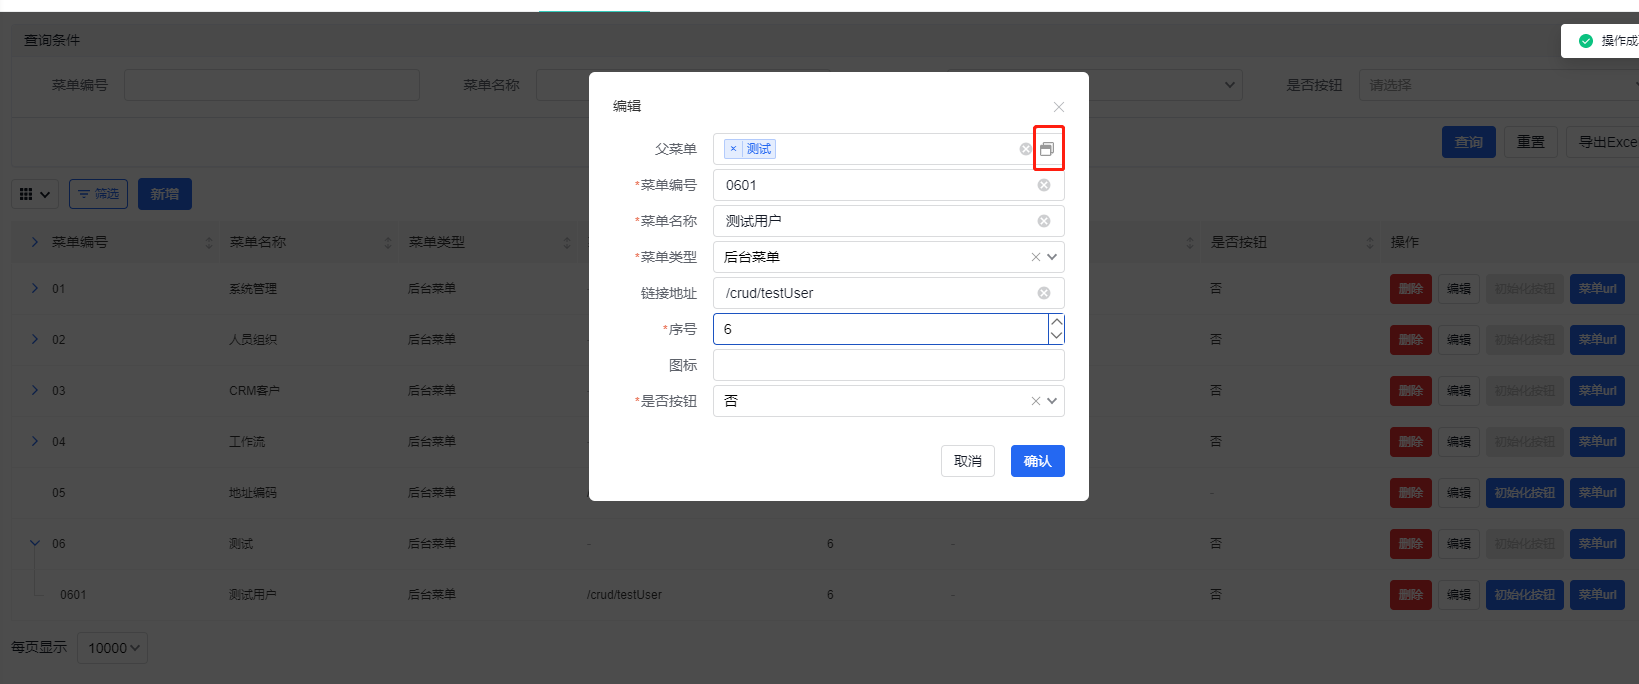 查询条件
操作成
菜单编号 菜单名称 是否按钮 请选择
查询 重置 导出Exce
筛选 新增
菜单编号 菜单名称 菜单类型 是否按钮 操作
01 系统管理 后台菜单 - 否 删除 编辑 初始化按钮 菜单url
02 人员组织 后台菜单 - 否 删除 编辑 初始化按钮 菜单url
03 CRM客户 后台菜单 - 否 删除 编辑 初始化按钮 菜单url
04 工作流 后台菜单 - 否 删除 编辑 初始化按钮 菜单url
05 地址编码 后台菜单 / - 删除 编辑 初始化按钮 菜单url
06 测试 后台菜单 - 6 - 否 删除 编辑 初始化按钮 菜单url
0601 测试用户 后台菜单 /crud/testUser 6 - 否 删除 编辑 初始化按钮 菜单url
每页显示 10000
编辑
父菜单 × 测试
*菜单编号 0601
*菜单名称 测试用户
*菜单类型 后台菜单
链接地址 /crud/testUser
*序号 6
图标
*是否按钮 否
取消 确认